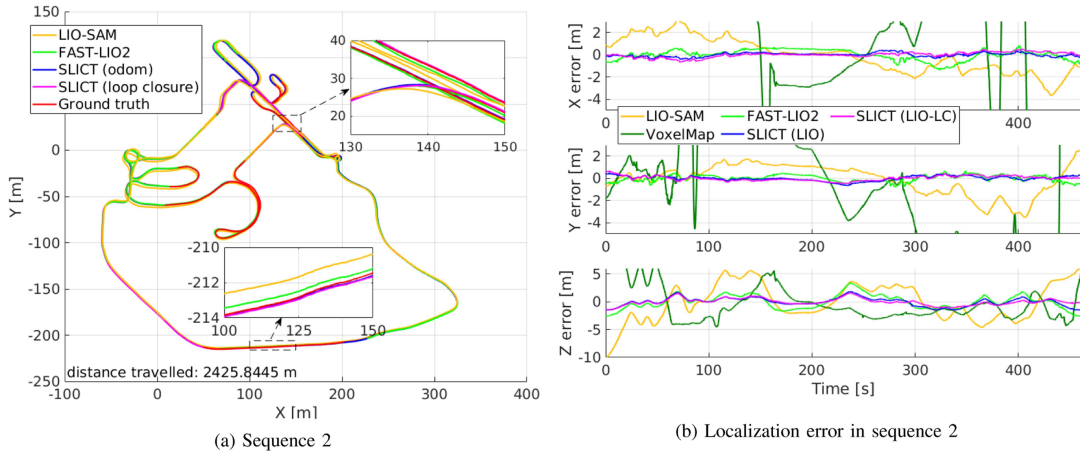 LIO-SAM
FAST-LIO2
SLICT (odom)
SLICT (loop closure)
Ground truth
40
30
20
130 140 150
0
-50
-100
-150
-200
-250
Y [m]
-210
-212
-214
100 125 150
distance travelled: 2425.8445 m
-100 0 100 200 300 400
X [m]
(a) Sequence 2
X error [m]
2
0
-2
-4
400
LIO-SAM FAST-LIO2 SLICT (LIO-LC)
VoxelMap SLICT (LIO)
Y error [m]
2
0
-2
-4
0 100 200 300 400
Z error [m]
5
0
-5
-10
0 100 200 300 400
Time [s]
(b) Localization error in sequence 2